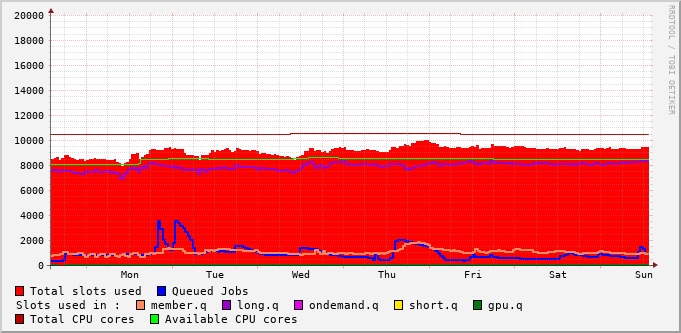 20000
18000
16000
14000
12000
10000
8000
6000
4000
2000
0
Mon Tue Wed Thu Fri Sat Sun
RRDTOOL / TOBI OETIKER
Total slots used Queued Jobs
Slots used in : member.q long.q ondemand.q short.q gpu.q
Total CPU cores Available CPU cores